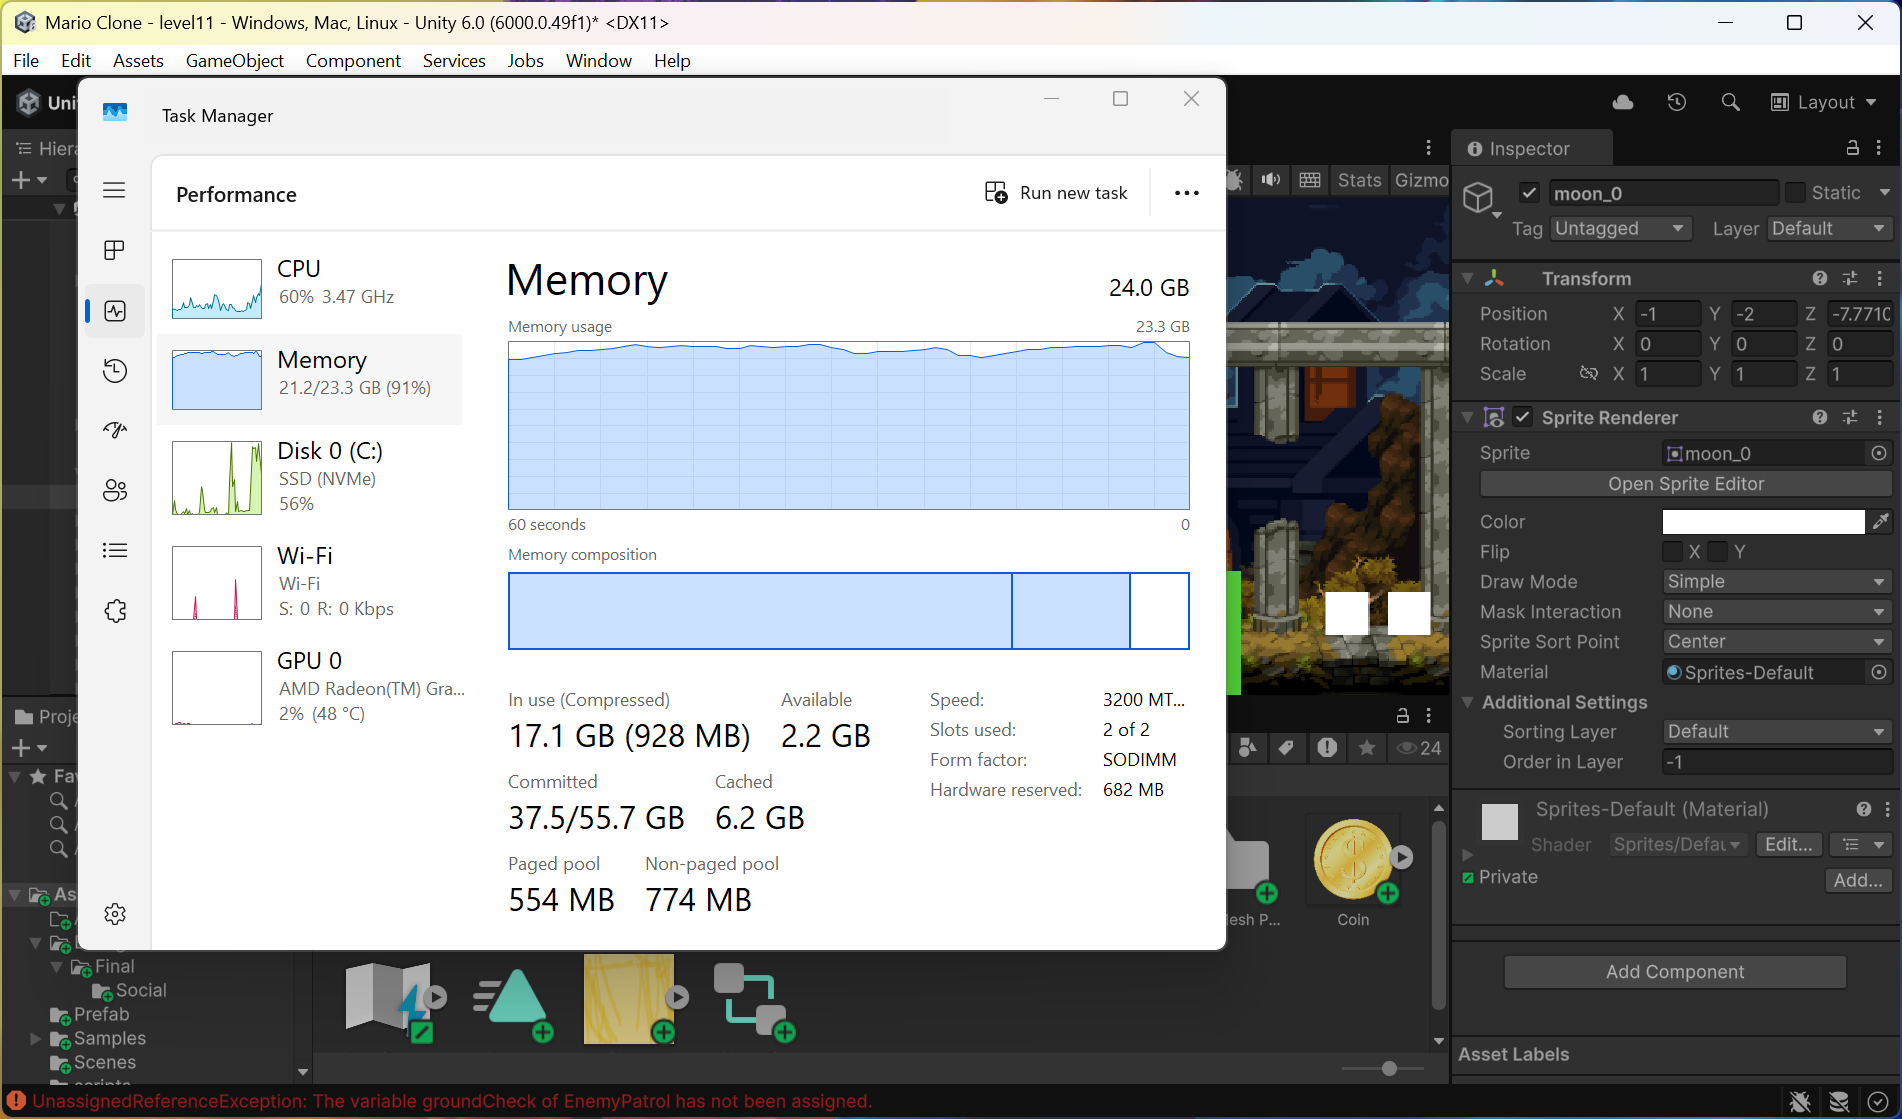 Mario Clone - level11 - Windows, Mac, Linux - Unity 6.0 (6000.0.49f1)* <DX11>
File Edit Assets GameObject Component Services Jobs Window Help
Layout
Task Manager
Performance
Run new task
CPU
60% 3.47 GHz
Memory
21.2/23.3 GB (91%)
Disk 0 (C:)
SSD (NVMe)
56%
Wi-Fi
Wi-Fi
S: 0 R: 0 Kbps
GPU 0
AMD Radeon(TM) Gra...
2% (48 °C)
Memory
24.0 GB
Memory usage
23.3 GB
60 seconds
0
Memory composition
In use (Compressed)
17.1 GB (928 MB)
Available
2.2 GB
Committed
37.5/55.7 GB
Cached
6.2 GB
Paged pool
554 MB
Non-paged pool
774 MB
Speed: 3200 MT...
Slots used: 2 of 2
Form factor: SODIMM
Hardware reserved: 682 MB
Stats
Gizmo
24
Coin
Final
Social
Prefab
Samples
Scenes
Inspector
moon_0
Static
Tag Untagged Layer Default
Transform
Position X -1 Y -2 Z -7.7710
Rotation X 0 Y 0 Z 0
Scale X 1 Y 1 Z 1
Sprite Renderer
Sprite moon_0
Open Sprite Editor
Color
Flip X Y
Draw Mode Simple
Mask Interaction None
Sprite Sort Point Center
Material Sprites-Default
Additional Settings
Sorting Layer Default
Order in Layer -1
Sprites-Default (Material)
Shader Sprites/Defau Edit...
Private
Add...
Add Component
Asset Labels
UnassignedReferenceException: The variable groundCheck of EnemyPatrol has not been assigned.